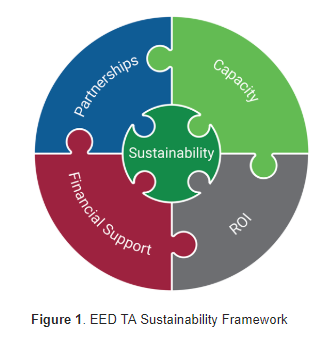 Partnerships
Capacity
Sustainability
Financial Support
ROI
Figure 1. EED TA Sustainability Framework